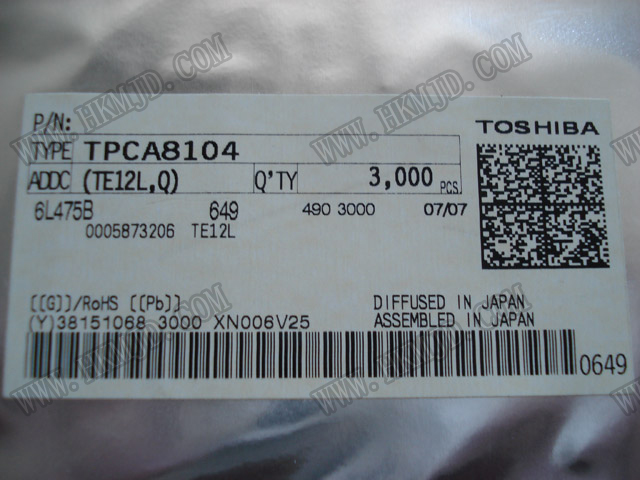 WWW.HKMJD.COM
WWW.HKMJD.COM
P/N:
TOSHIBA
TYPE TPCA8104
ADDC (TE12L,Q) Q'TY 3,000 PCS
6L475B 649 490 3000 07/07
0005873206 TE12L
[[G]]/RoHS [[Pb]] DIFFUSED IN JAPAN
(Y)38151068 3000 XN006V25 ASSEMBLED IN JAPAN
0649
WWW.HKMJD.COM
WWW.HKMJD.COM